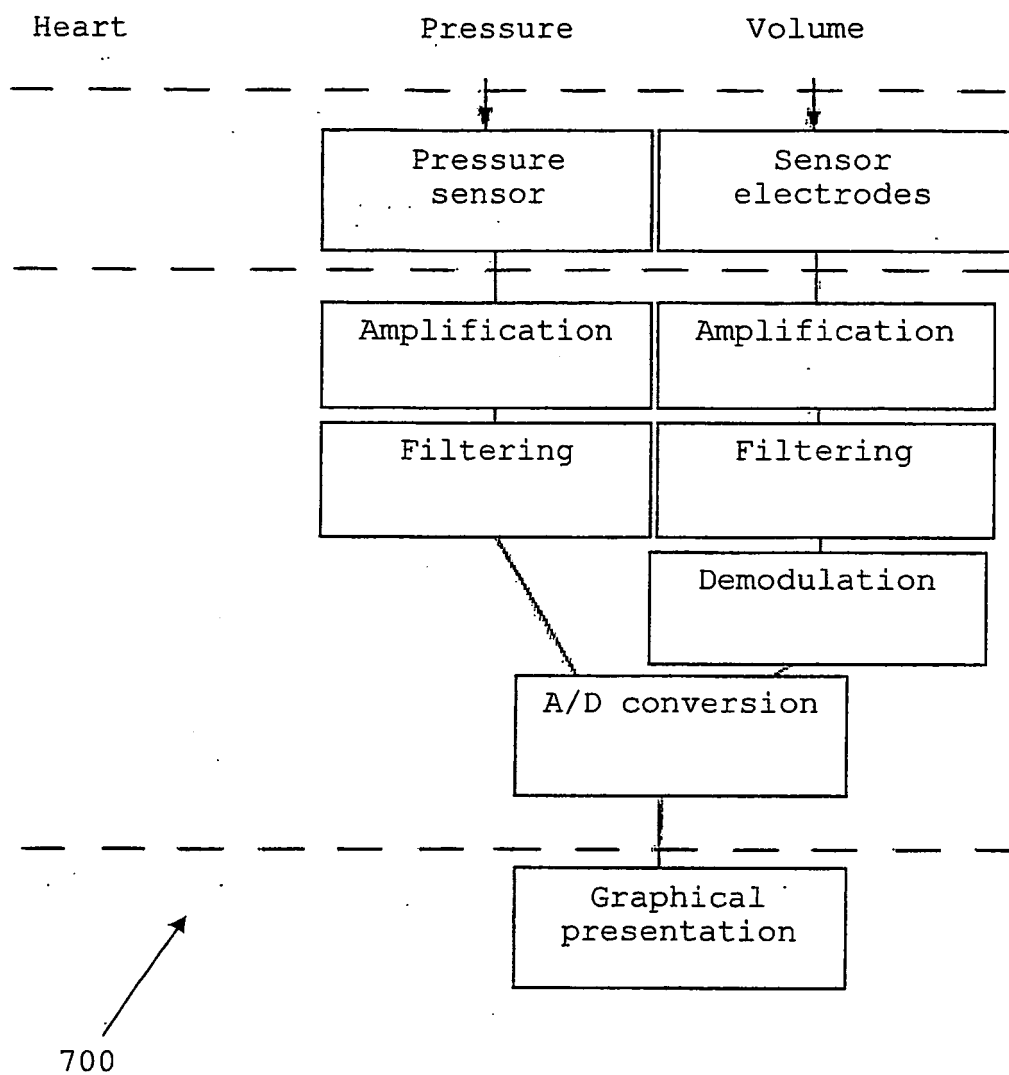 Heart Pressure Volume
Pressure
sensor
Sensor
electrodes
Amplification
Amplification
Filtering
Filtering
Demodulation
A/D conversion
Graphical
presentation
700